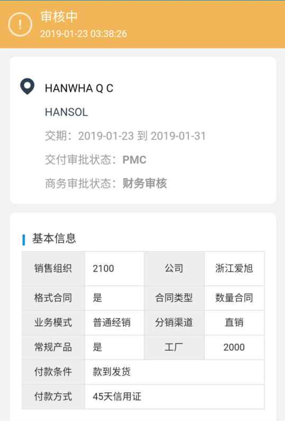 审核中
2019-01-23 03:38:26
HANWHA Q C
HANSOL
交期：2019-01-23 到 2019-01-31
交付审批状态：PMC
商务审批状态：财务审核
基本信息
销售组织 2100 公司 浙江爱旭
格式合同 是 合同类型 数量合同
业务模式 普通经销 分销渠道 直销
常规产品 是 工厂 2000
付款条件 款到发货
付款方式 45天信用证